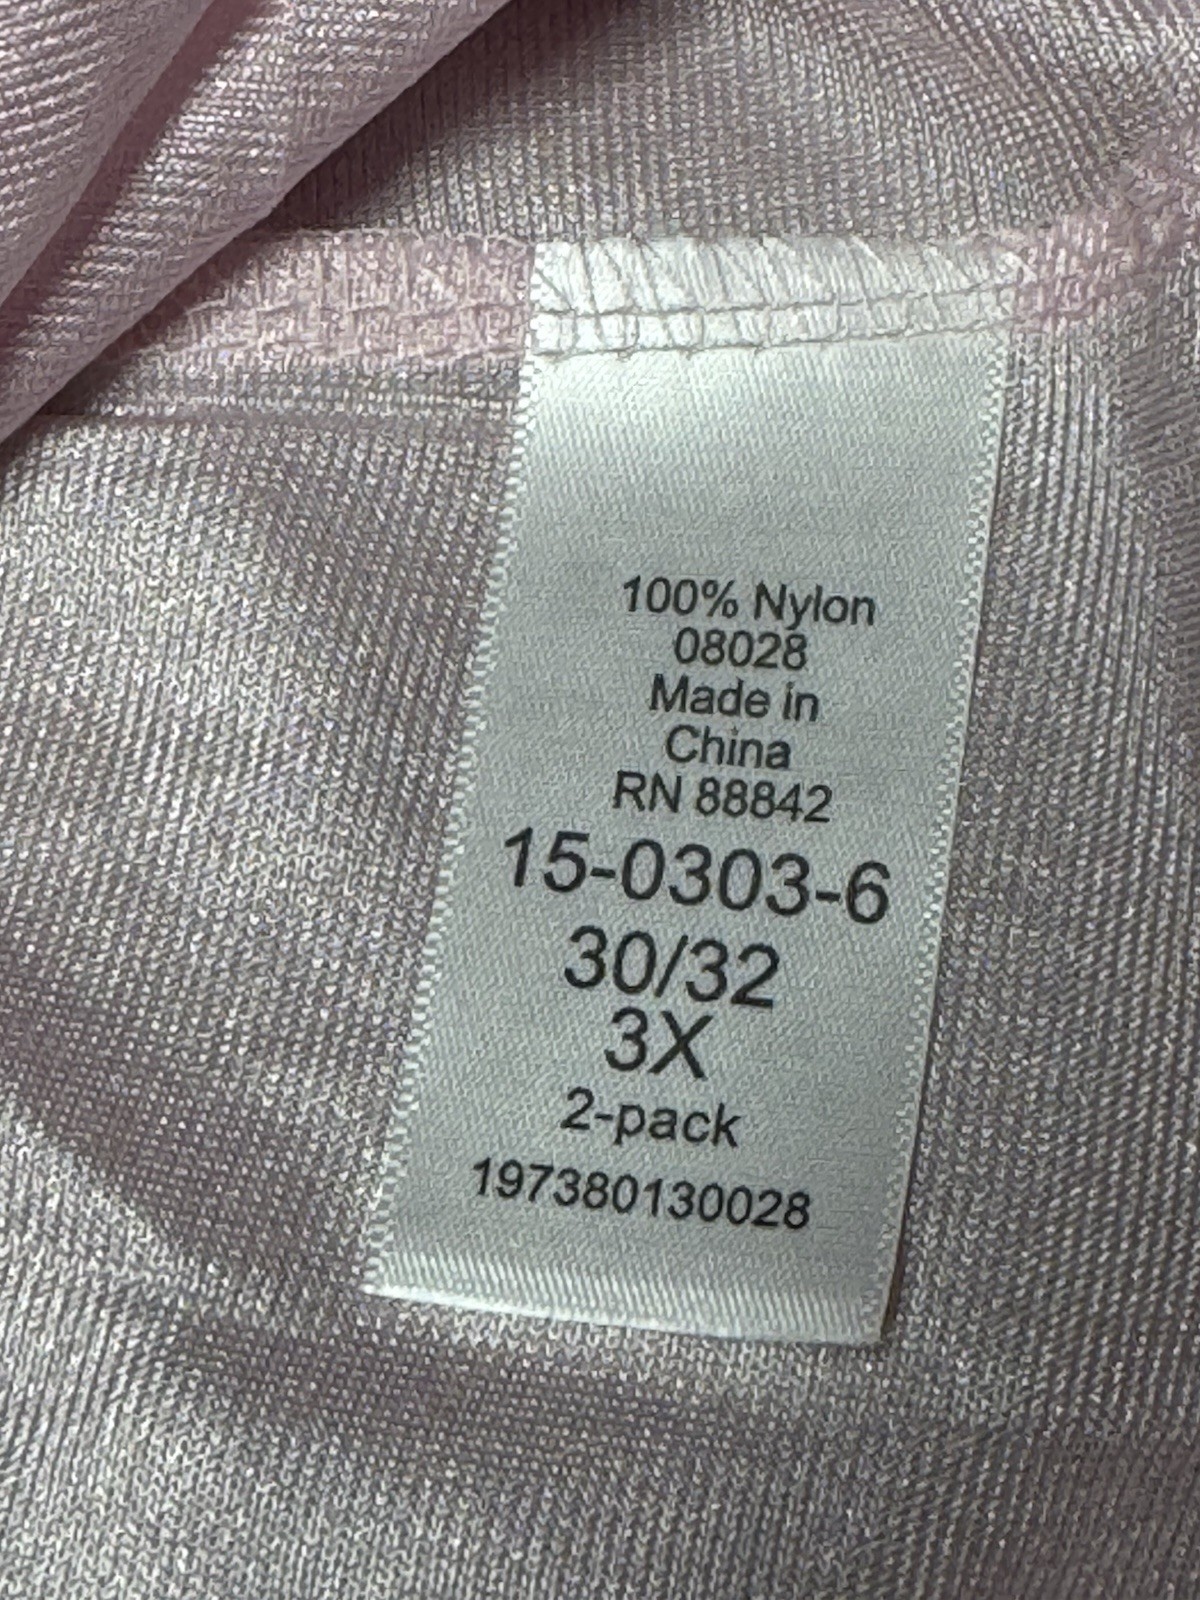 100% Nylon
08028
Made in
China
RN 88842
15-0303-6
30/32
3X
2-pack
197380130028